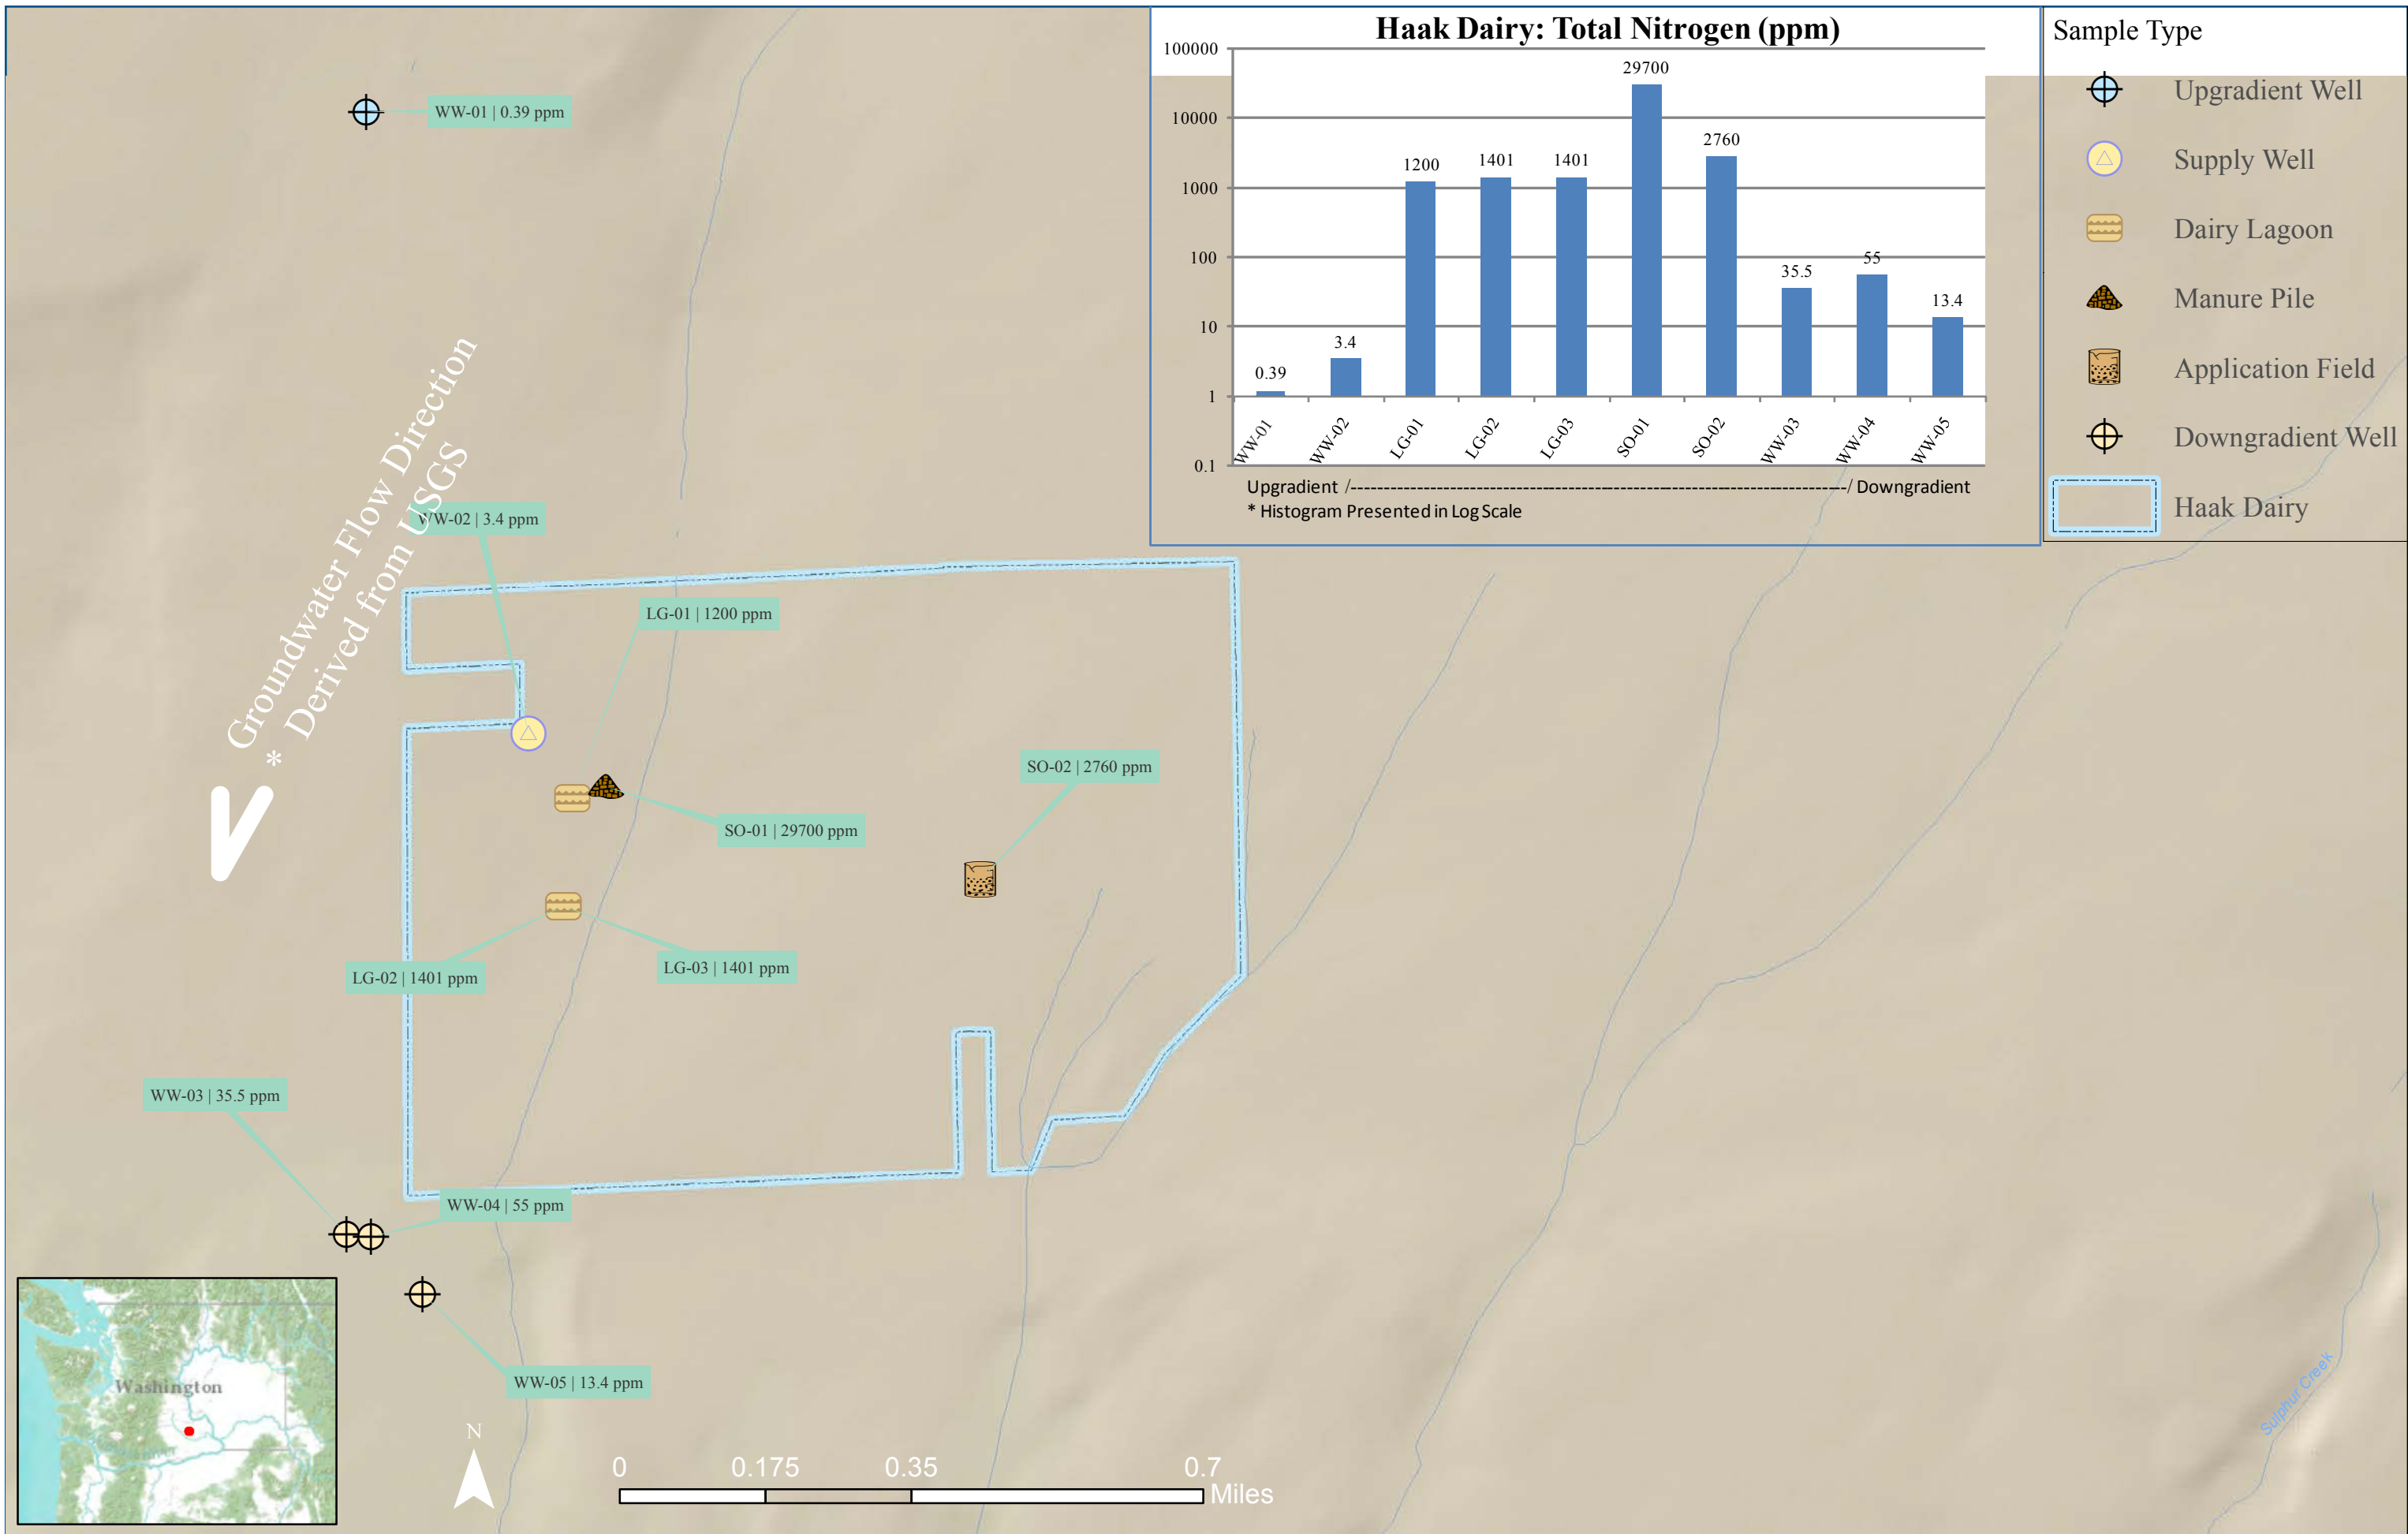 Haak Dairy: Total Nitrogen (ppm)
100000
10000
1000
100
10
1
0.1
0.39
3.4
1200
1401
1401
29700
2760
35.5
55
13.4
WW-01
WW-02
LG-01
LG-02
LG-03
SO-01
SO-02
WW-03
WW-04
WW-05
Upgradient /--------------------------------------------------------------------------/ Downgradient
* Histogram Presented in Log Scale
Sample Type
Upgradient Well
Supply Well
Dairy Lagoon
Manure Pile
Application Field
Downgradient Well
Haak Dairy
WW-01 | 0.39 ppm
Groundwater Flow Direction
* Derived from USGS
WW-02 | 3.4 ppm
LG-01 | 1200 ppm
SO-02 | 2760 ppm
SO-01 | 29700 ppm
LG-02 | 1401 ppm
LG-03 | 1401 ppm
WW-03 | 35.5 ppm
WW-04 | 55 ppm
WW-05 | 13.4 ppm
Washington
N
0 0.175 0.35 0.7
Miles
Sulphur Creek